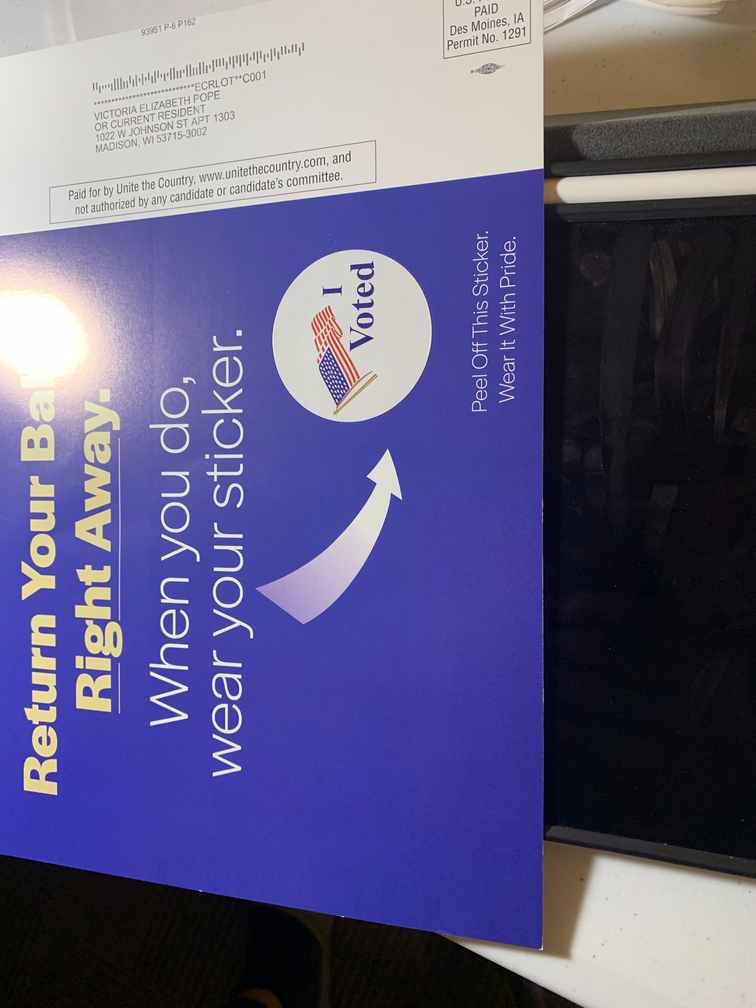 93951 P-6 P162
PAID
Des Moines, IA
Permit No. 1291
**************************ECRLOT**C001
VICTORIA ELIZABETH POPE
OR CURRENT RESIDENT
1022 W JOHNSON ST APT 1303
MADISON, WI 53715-3002
Paid for by Unite the Country, www.unitethecountry.com, and
not authorized by any candidate or candidate's committee.
Return Your
Right Away.
When you do,
wear your sticker.
I
Voted
Peel Off This Sticker.
Wear It With Pride.